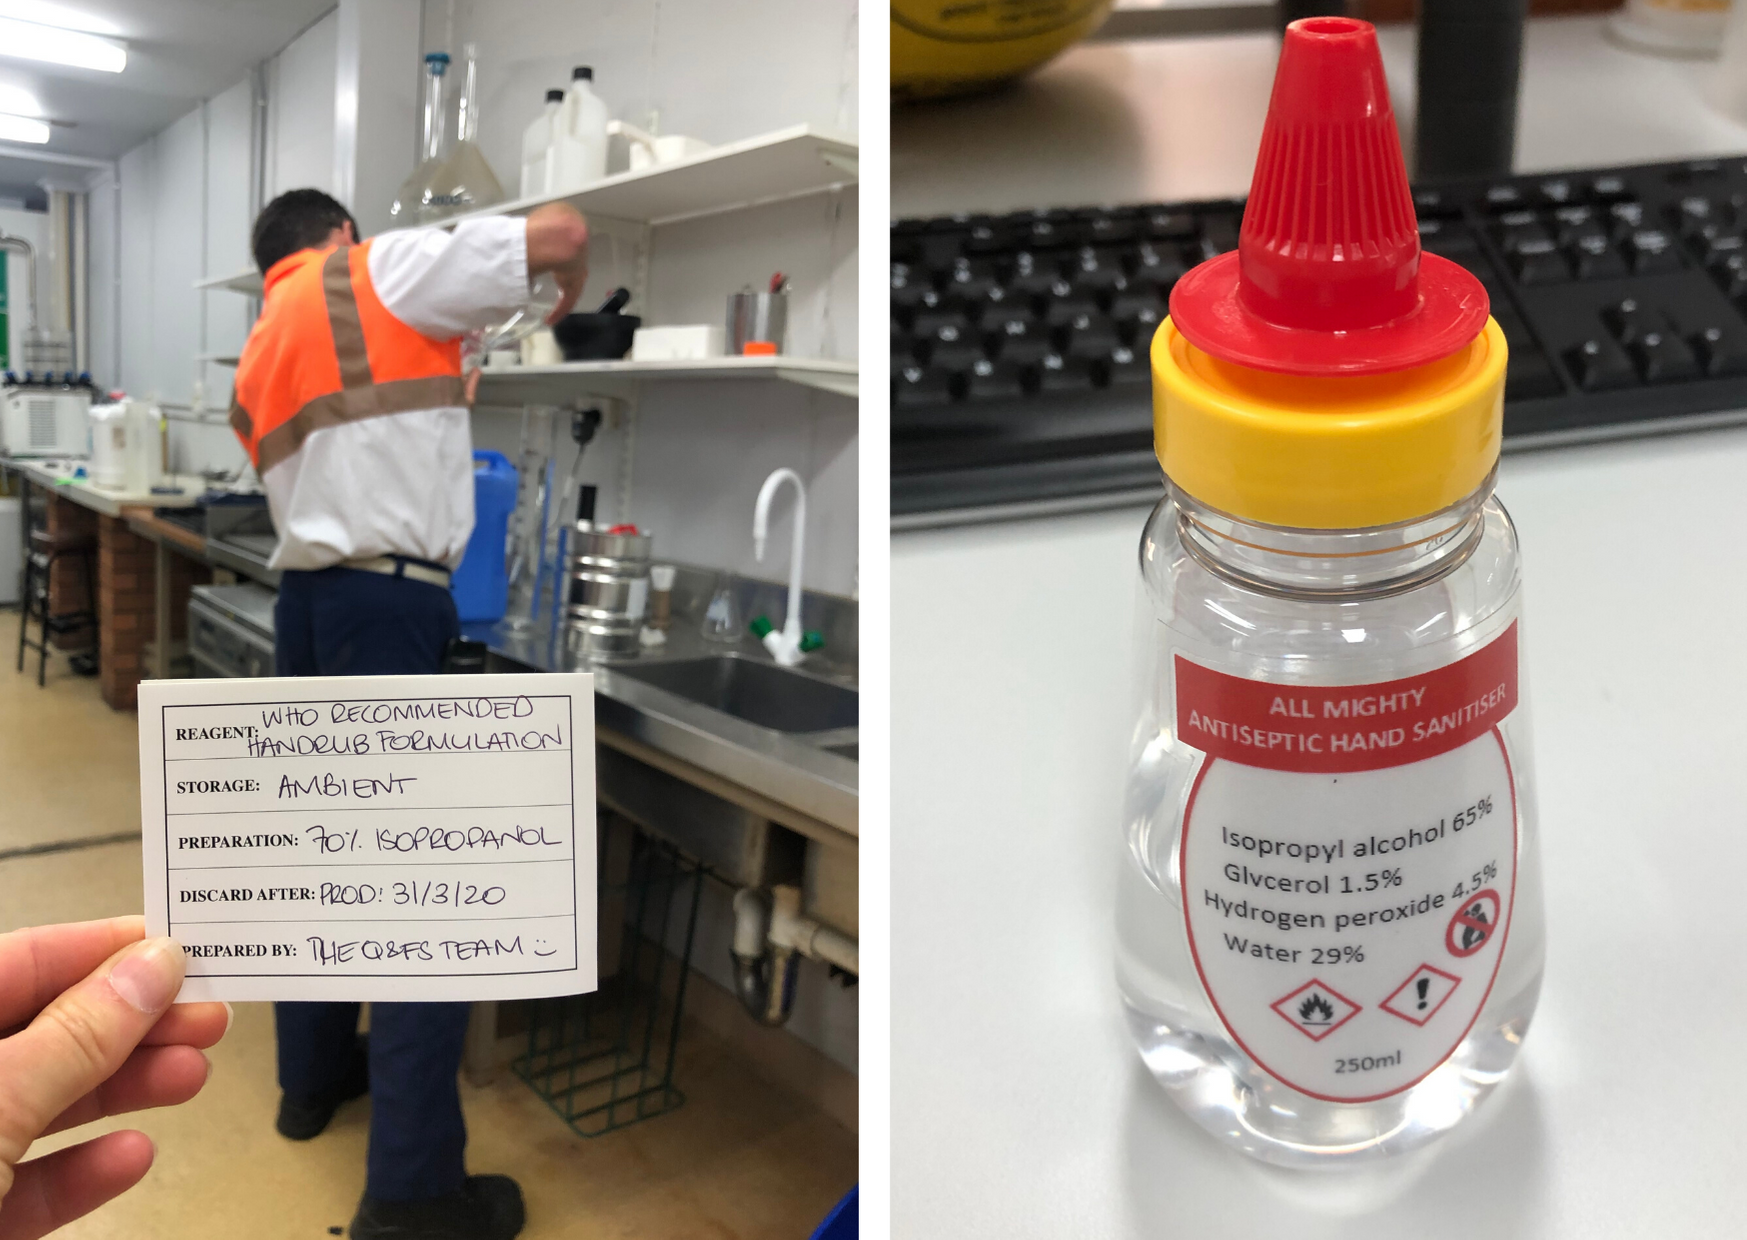 REAGENT: WHO RECOMMENDED
HANDRUB FORMULATION
STORAGE: AMBIENT
PREPARATION: 70% ISOPROPANOL
DISCARD AFTER: PROD: 31/3/20
PREPARED BY: THE Q&FS TEAM :)
ALL MIGHTY
ANTISEPTIC HAND SANITISER
Isopropyl alcohol 65%
Glycerol 1.5%
Hydrogen peroxide 4.5%
Water 29%
250ml